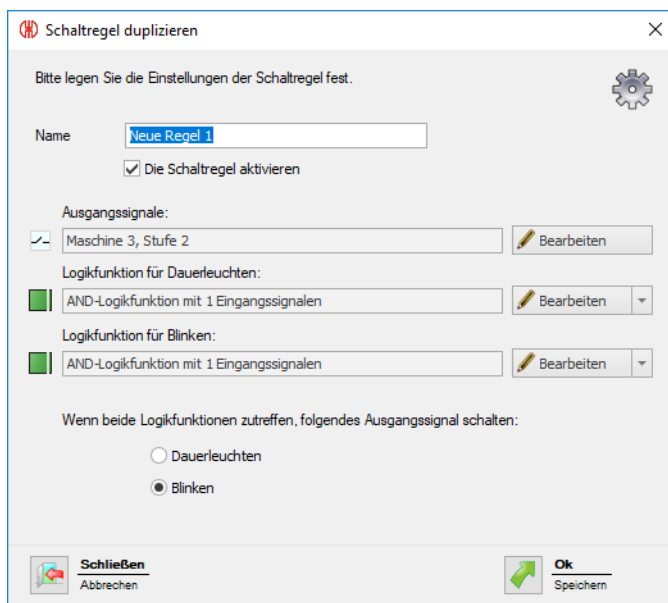 Schaltregel duplizieren
Bitte legen Sie die Einstellungen der Schaltregel fest.
Name Neue Regel 1
Die Schaltregel aktivieren
Ausgangssignale:
Maschine 3, Stufe 2 Bearbeiten
Logikfunktion für Dauerleuchten:
AND-Logikfunktion mit 1 Eingangssignalen Bearbeiten
Logikfunktion für Blinken:
AND-Logikfunktion mit 1 Eingangssignalen Bearbeiten
Wenn beide Logikfunktionen zutreffen, folgendes Ausgangssignal schalten:
Dauerleuchten
Blinken
Schließen Ok
Abbrechen Speichern